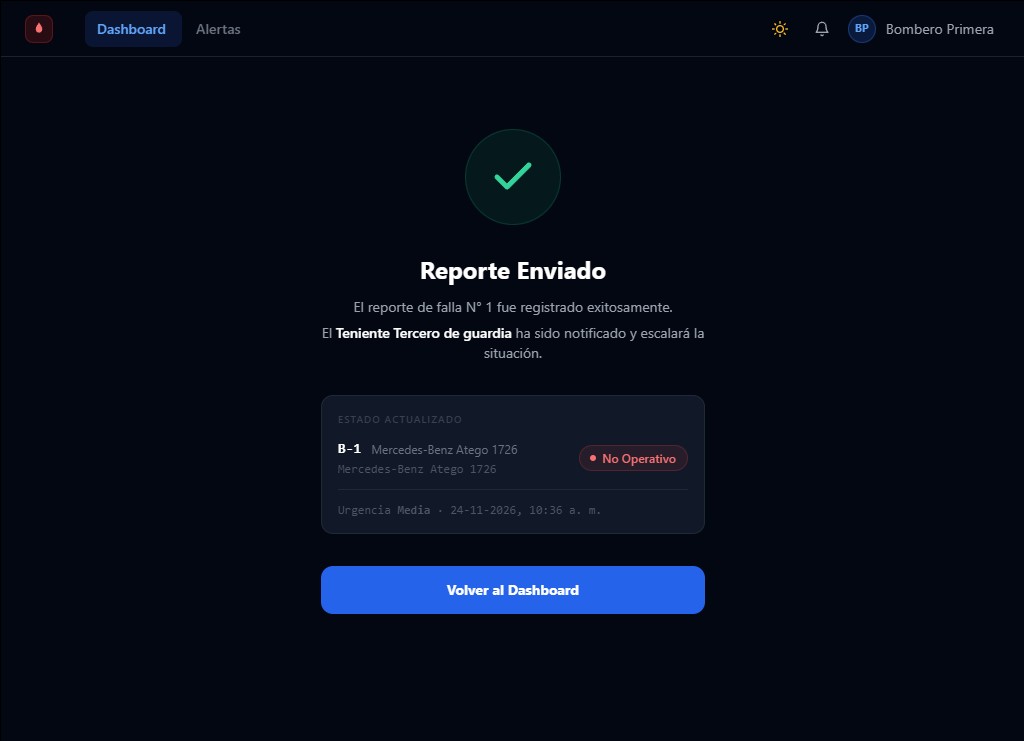 Dashboard Alertas BP Bombero Primera
Reporte Enviado
El reporte de falla N° 1 fue registrado exitosamente.
El Teniente Tercero de guardia ha sido notificado y escalará la
situación.
ESTADO ACTUALIZADO
B-1 Mercedes-Benz Atego 1726
Mercedes-Benz Atego 1726
No Operativo
Urgencia Media · 24-11-2026, 10:36 a. m.
Volver al Dashboard